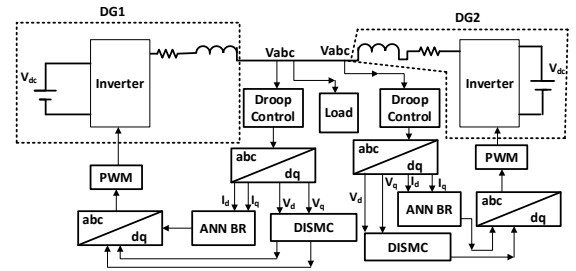 DG1
DG2
Vabc
Vabc
Vdc
Inverter
Inverter
Vdc
Droop
Control
Load
Droop
Control
abc
dq
abc
dq
PWM
PWM
Id
Iq
Vd
Vq
Vd
Vq
Id
Iq
abc
dq
ANN BR
DISMC
ANN BR
DISMC
abc
dq